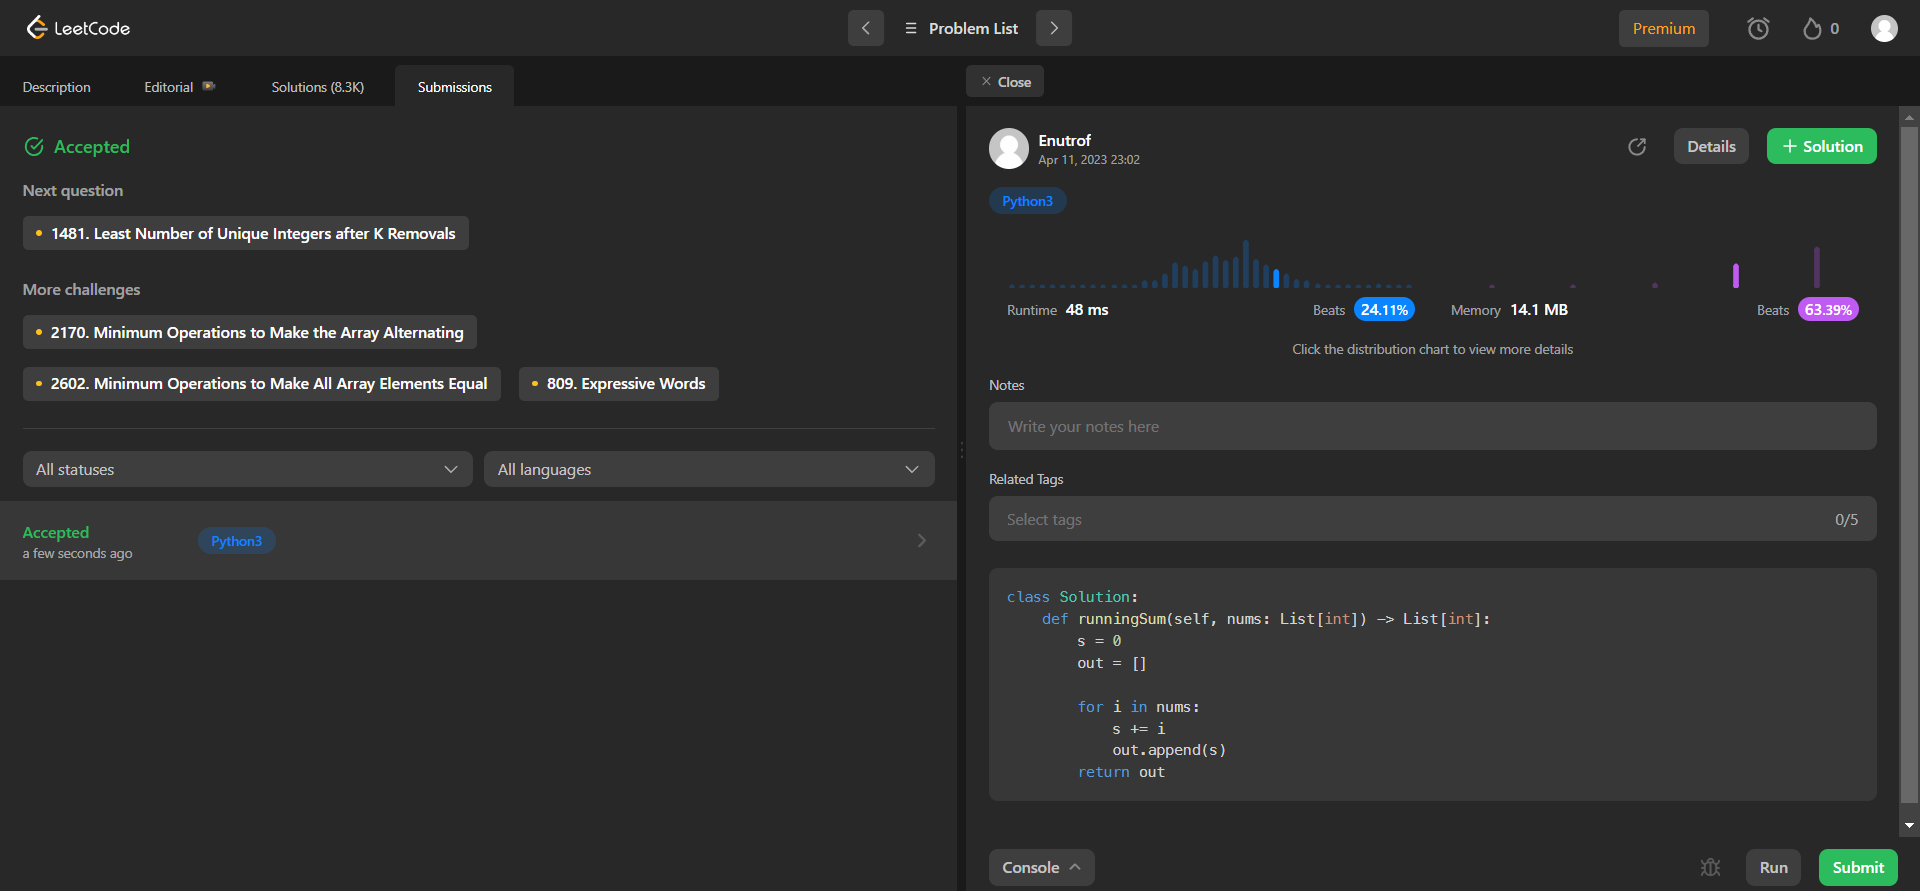 LeetCode
Problem List
Premium
0
Description
Editorial
Solutions (8.3K)
Submissions
Close
Accepted
Next question
1481. Least Number of Unique Integers after K Removals
More challenges
2170. Minimum Operations to Make the Array Alternating
2602. Minimum Operations to Make All Array Elements Equal
809. Expressive Words
All statuses
All languages
Accepted
a few seconds ago
Python3
Enutrof
Apr 11, 2023 23:02
Details
+ Solution
Python3
Runtime 48 ms
Beats 24.11%
Memory 14.1 MB
Beats 63.39%
Click the distribution chart to view more details
Notes
Write your notes here
Related Tags
Select tags
0/5
class Solution:
    def runningSum(self, nums: List[int]) -> List[int]:
        s = 0
        out = []
        for i in nums:
            s += i
            out.append(s)
        return out
Console
Run
Submit